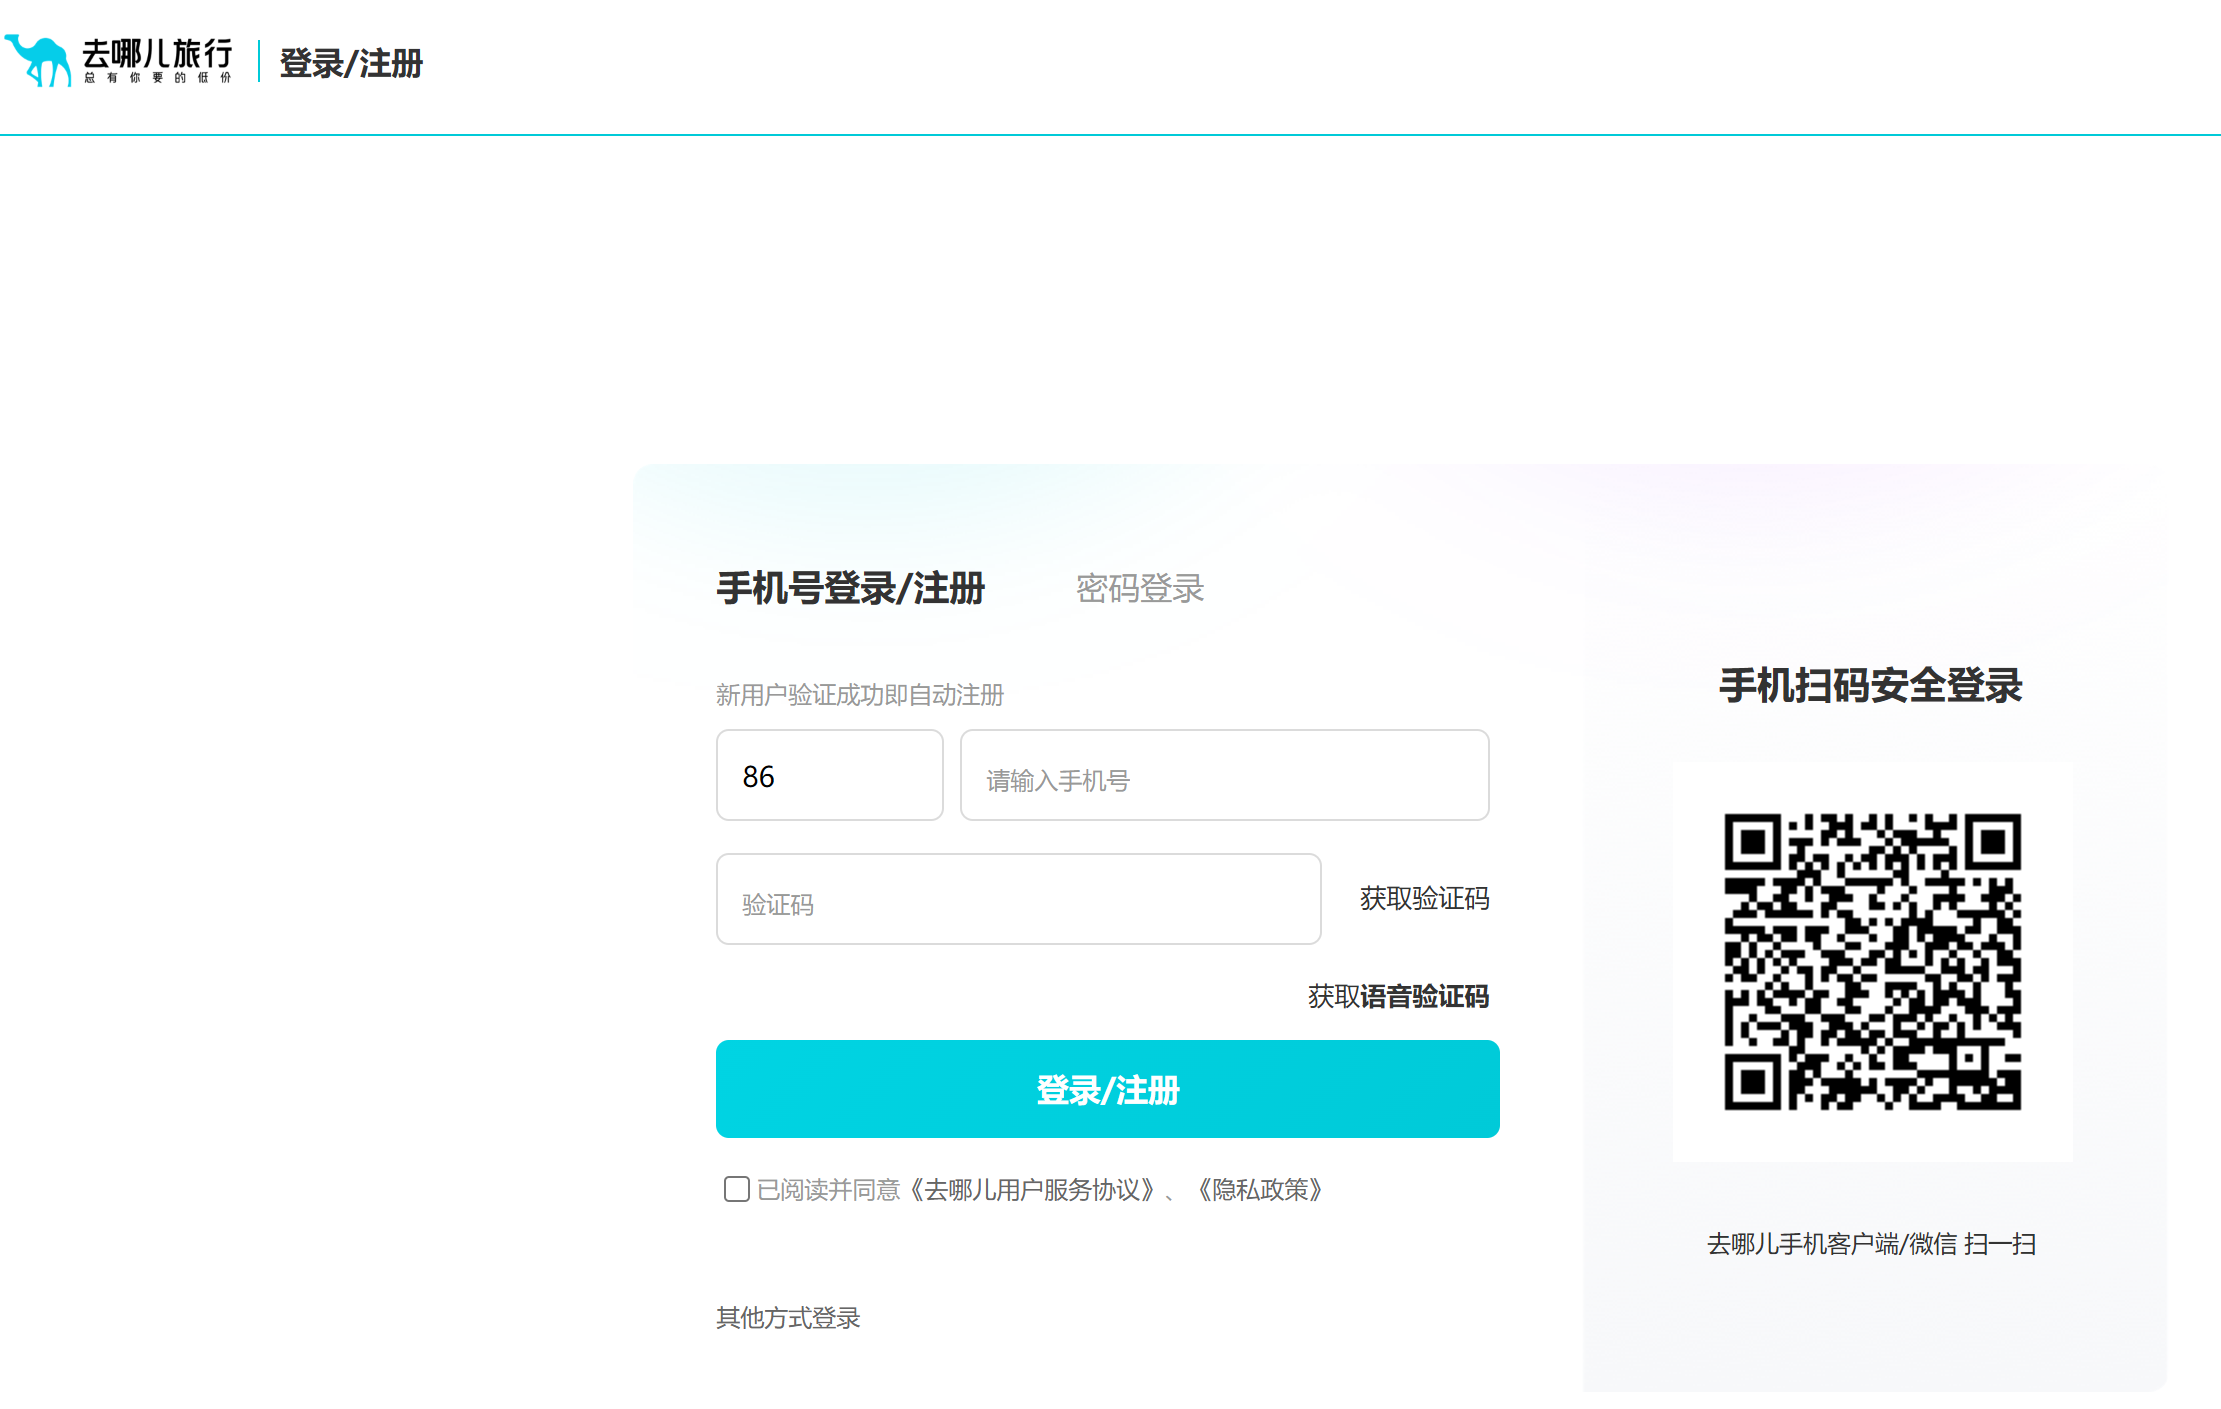 去哪儿旅行
总有你要的低价
登录/注册
手机号登录/注册
密码登录
新用户验证成功即自动注册
86
请输入手机号
验证码
获取验证码
获取语音验证码
登录/注册
已阅读并同意《去哪儿用户服务协议》、《隐私政策》
其他方式登录
手机扫码安全登录
去哪儿手机客户端/微信 扫一扫